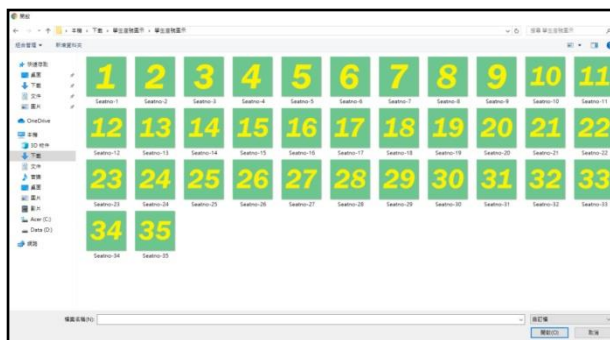 開啟
本機 › 下載 › 學生座號圖示 › 學生座號圖示
搜尋 學生座號圖示
組合管理 新增資料夾
快速存取
桌面
下載
文件
圖片
OneDrive
本機
3D 物件
下載
文件
音樂
桌面
圖片
影片
Acer (C:)
Data (D:)
網路
1 2 3 4 5 6 7 8 9 10 11
Seatno-1 Seatno-2 Seatno-3 Seatno-4 Seatno-5 Seatno-6 Seatno-7 Seatno-8 Seatno-9 Seatno-10 Seatno-11
12 13 14 15 16 17 18 19 20 21 22
Seatno-12 Seatno-13 Seatno-14 Seatno-15 Seatno-16 Seatno-17 Seatno-18 Seatno-19 Seatno-20 Seatno-21 Seatno-22
23 24 25 26 27 28 29 30 31 32 33
Seatno-23 Seatno-24 Seatno-25 Seatno-26 Seatno-27 Seatno-28 Seatno-29 Seatno-30 Seatno-31 Seatno-32 Seatno-33
34 35
Seatno-34 Seatno-35
檔案名稱(N):
自訂檔
開啟(O) 取消